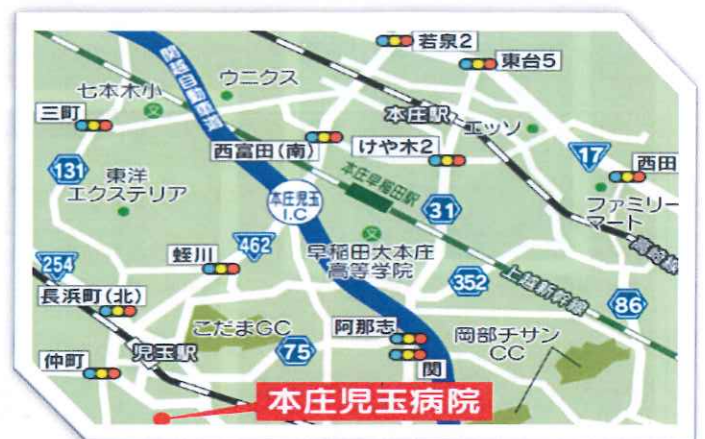 若泉2
東台5
関越自動車道
ウニクス
七本木小
文
三町
本庄駅
エッソ
西富田(南)
けや木2
17
西田
131
東洋
エクステリア
本庄児玉
I.C
本庄早稲田駅
31
ファミリー
マート
高崎線
254
蛭川
462
文
早稲田大本庄
高等学院
352
上越新幹線
86
長浜町(北)
こだまGC
阿那志
岡部チサン
CC
仲町
児玉駅
75
関
本庄児玉病院